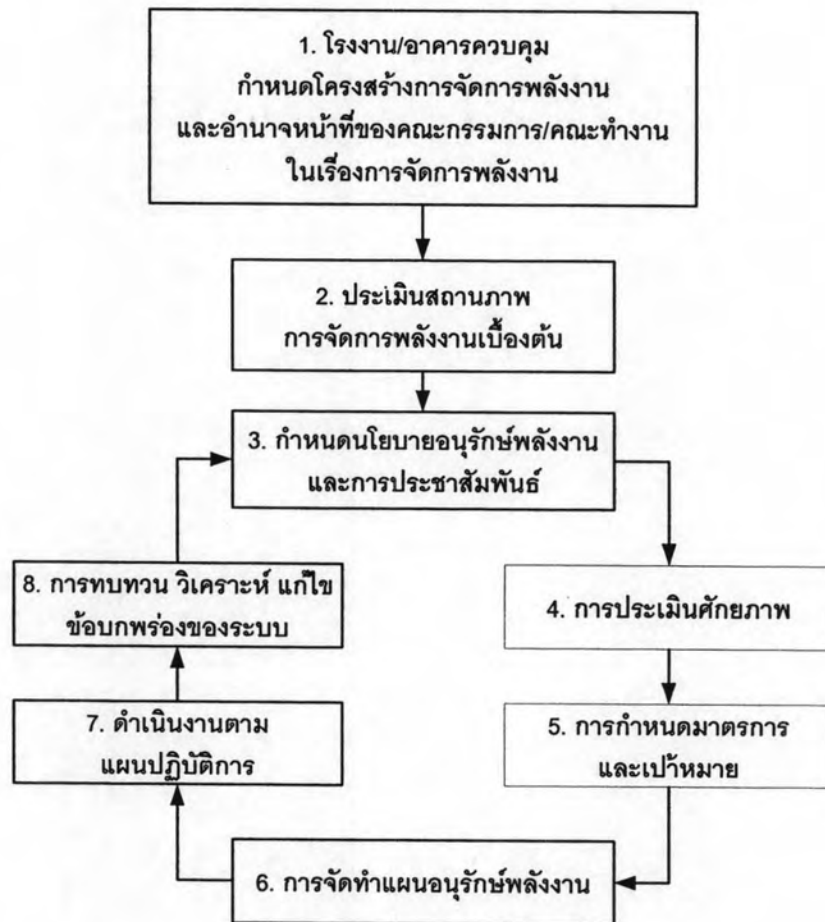 1. โรงงาน/อาคารควบคุม
กำหนดโครงสร้างการจัดการพลังงาน
และอำนาจหน้าที่ของคณะกรรมการ/คณะทำงาน
ในเรื่องการจัดการพลังงาน
2. ประเมินสถานภาพ
การจัดการพลังงานเบื้องต้น
3. กำหนดนโยบายอนุรักษ์พลังงาน
และการประชาสัมพันธ์
4. การประเมินศักยภาพ
5. การกำหนดมาตรการ
และเป้าหมาย
6. การจัดทำแผนอนุรักษ์พลังงาน
7. ดำเนินงานตาม
แผนปฏิบัติการ
8. การทบทวน วิเคราะห์ แก้ไข
ข้อบกพร่องของระบบ